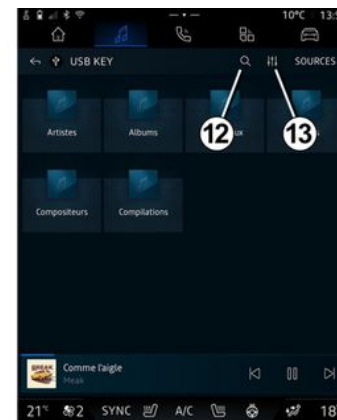 10°C 13:5
USB KEY SOURCES
12 13
Artistes Albums ux s
Compositeurs Compilations
Comme l'aigle
Meak
21° 2 SYNC A/C 18